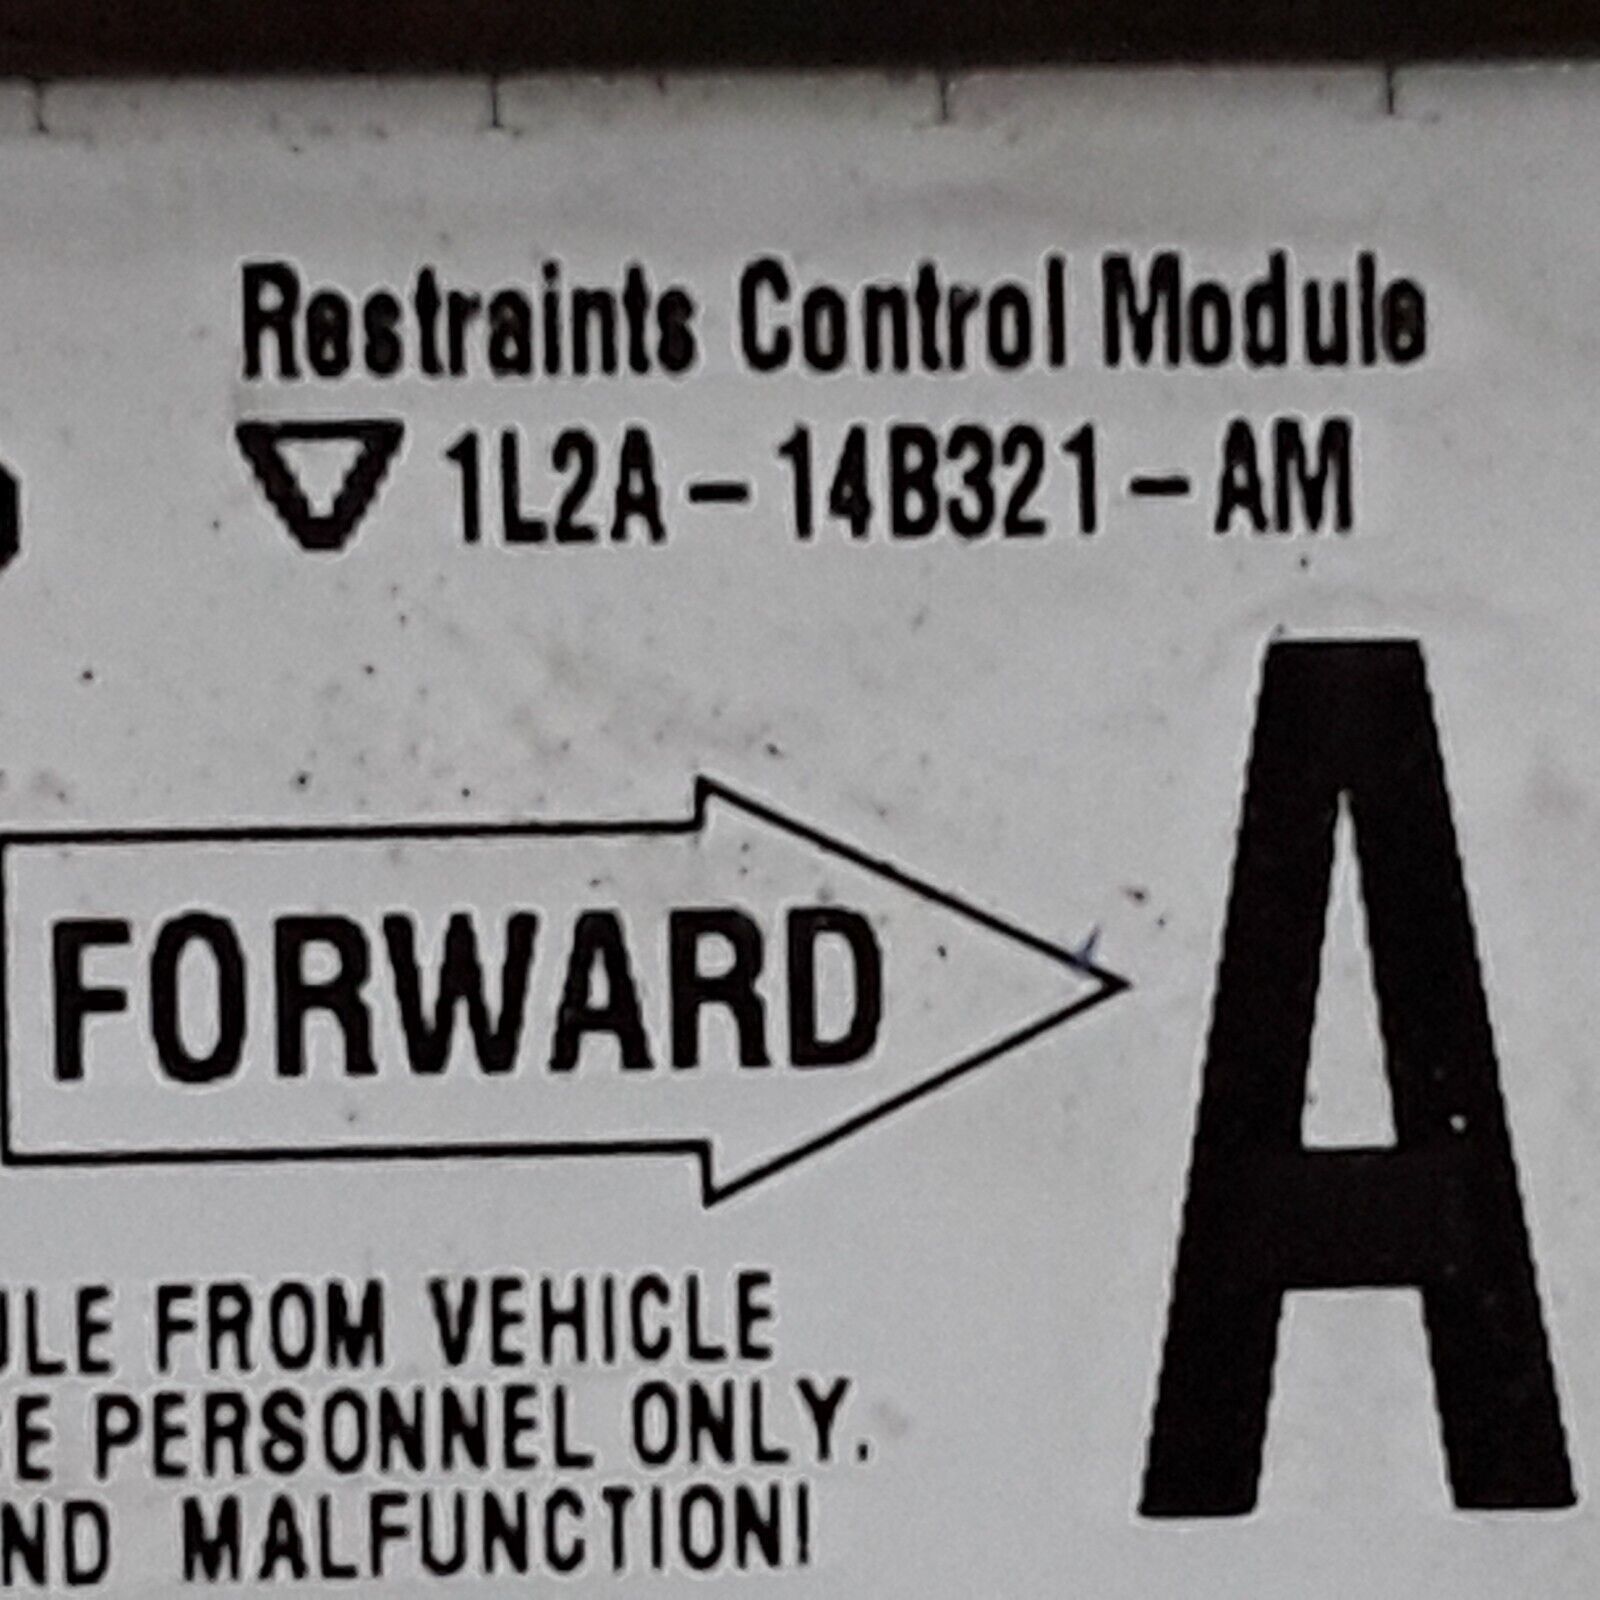 Restraints Control Module
1L2A-14B321-AM
A
FORWARD
FROM VEHICLE
PERSONNEL ONLY.
MALFUNCTION!